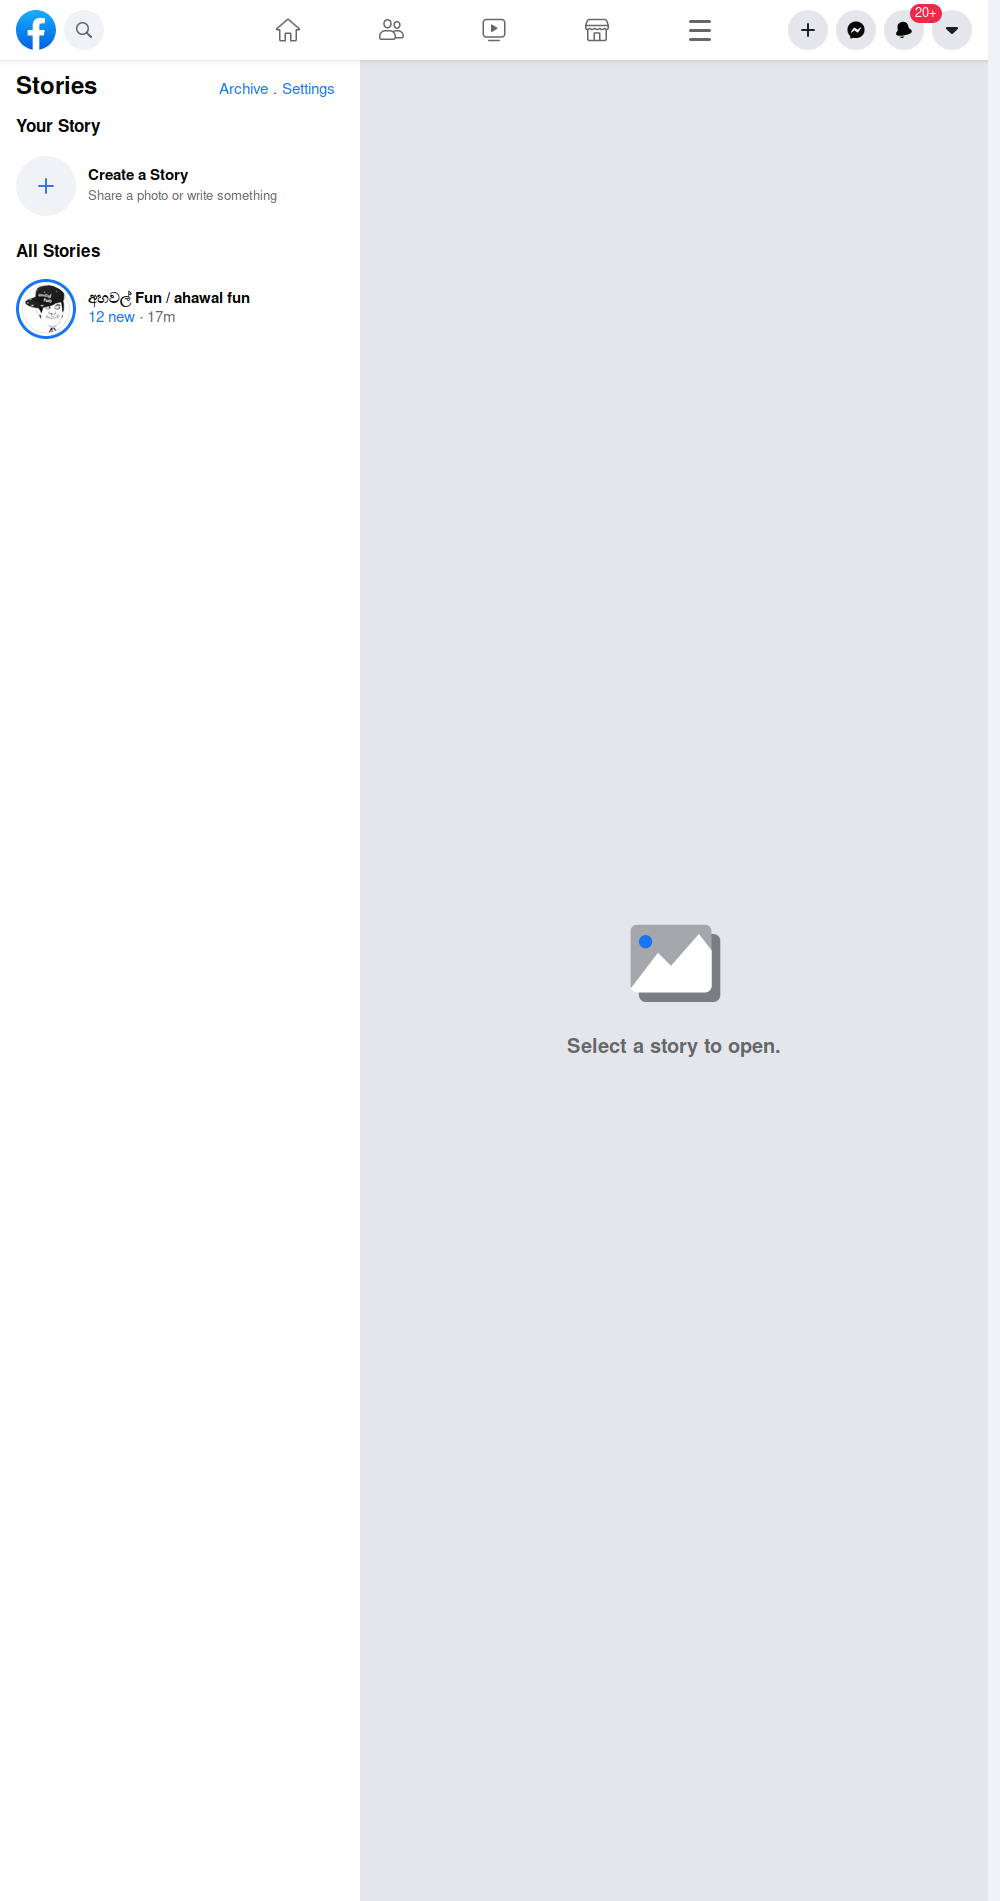 20+
Stories
Archive . Settings
Your Story
Create a Story
Share a photo or write something
All Stories
අහවල් Fun / ahawal fun
12 new · 17m
Select a story to open.